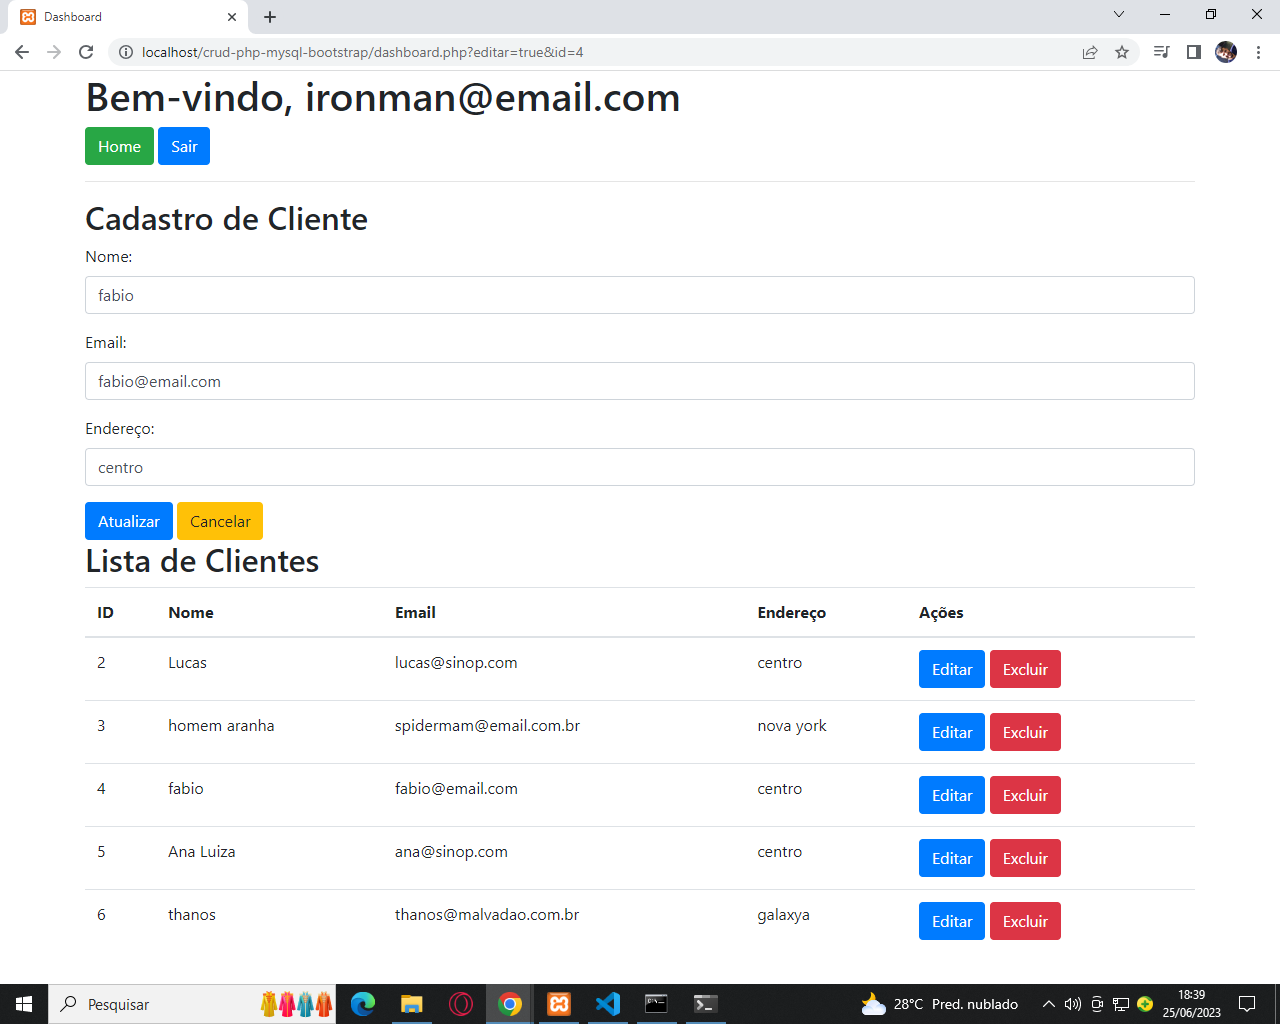 Dashboard
localhost/crud-php-mysql-bootstrap/dashboard.php?editar=true&id=4
Bem-vindo, ironman@email.com
Home Sair
Cadastro de Cliente
Nome:
fabio
Email:
fabio@email.com
Endereço:
centro
Atualizar Cancelar
Lista de Clientes
ID Nome Email Endereço Ações
2 Lucas lucas@sinop.com centro Editar Excluir
3 homem aranha spidermam@email.com.br nova york Editar Excluir
4 fabio fabio@email.com centro Editar Excluir
5 Ana Luiza ana@sinop.com centro Editar Excluir
6 thanos thanos@malvadao.com.br galaxya Editar Excluir
Pesquisar 28°C Pred. nublado 18:39
25/06/2023